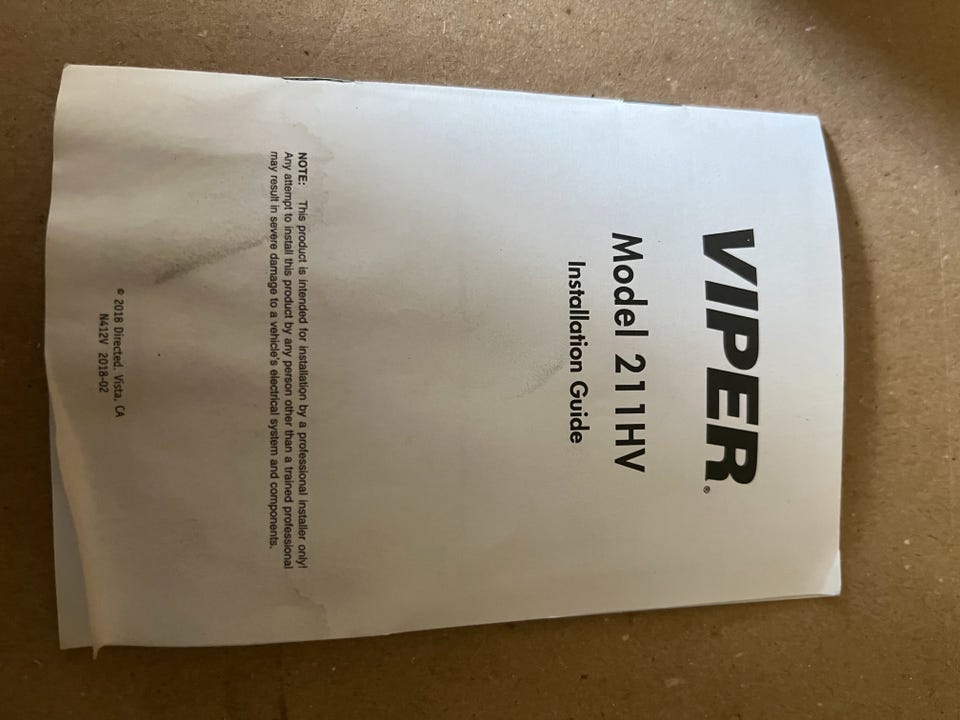 VIPER®
Model 211HV
Installation Guide
NOTE: This product is intended for installation by a professional installer only!
Any attempt to install this product by any person other than a trained professional
may result in severe damage to a vehicle's electrical system and components.
© 2018 Directed. Vista, CA
N412V 2018-02